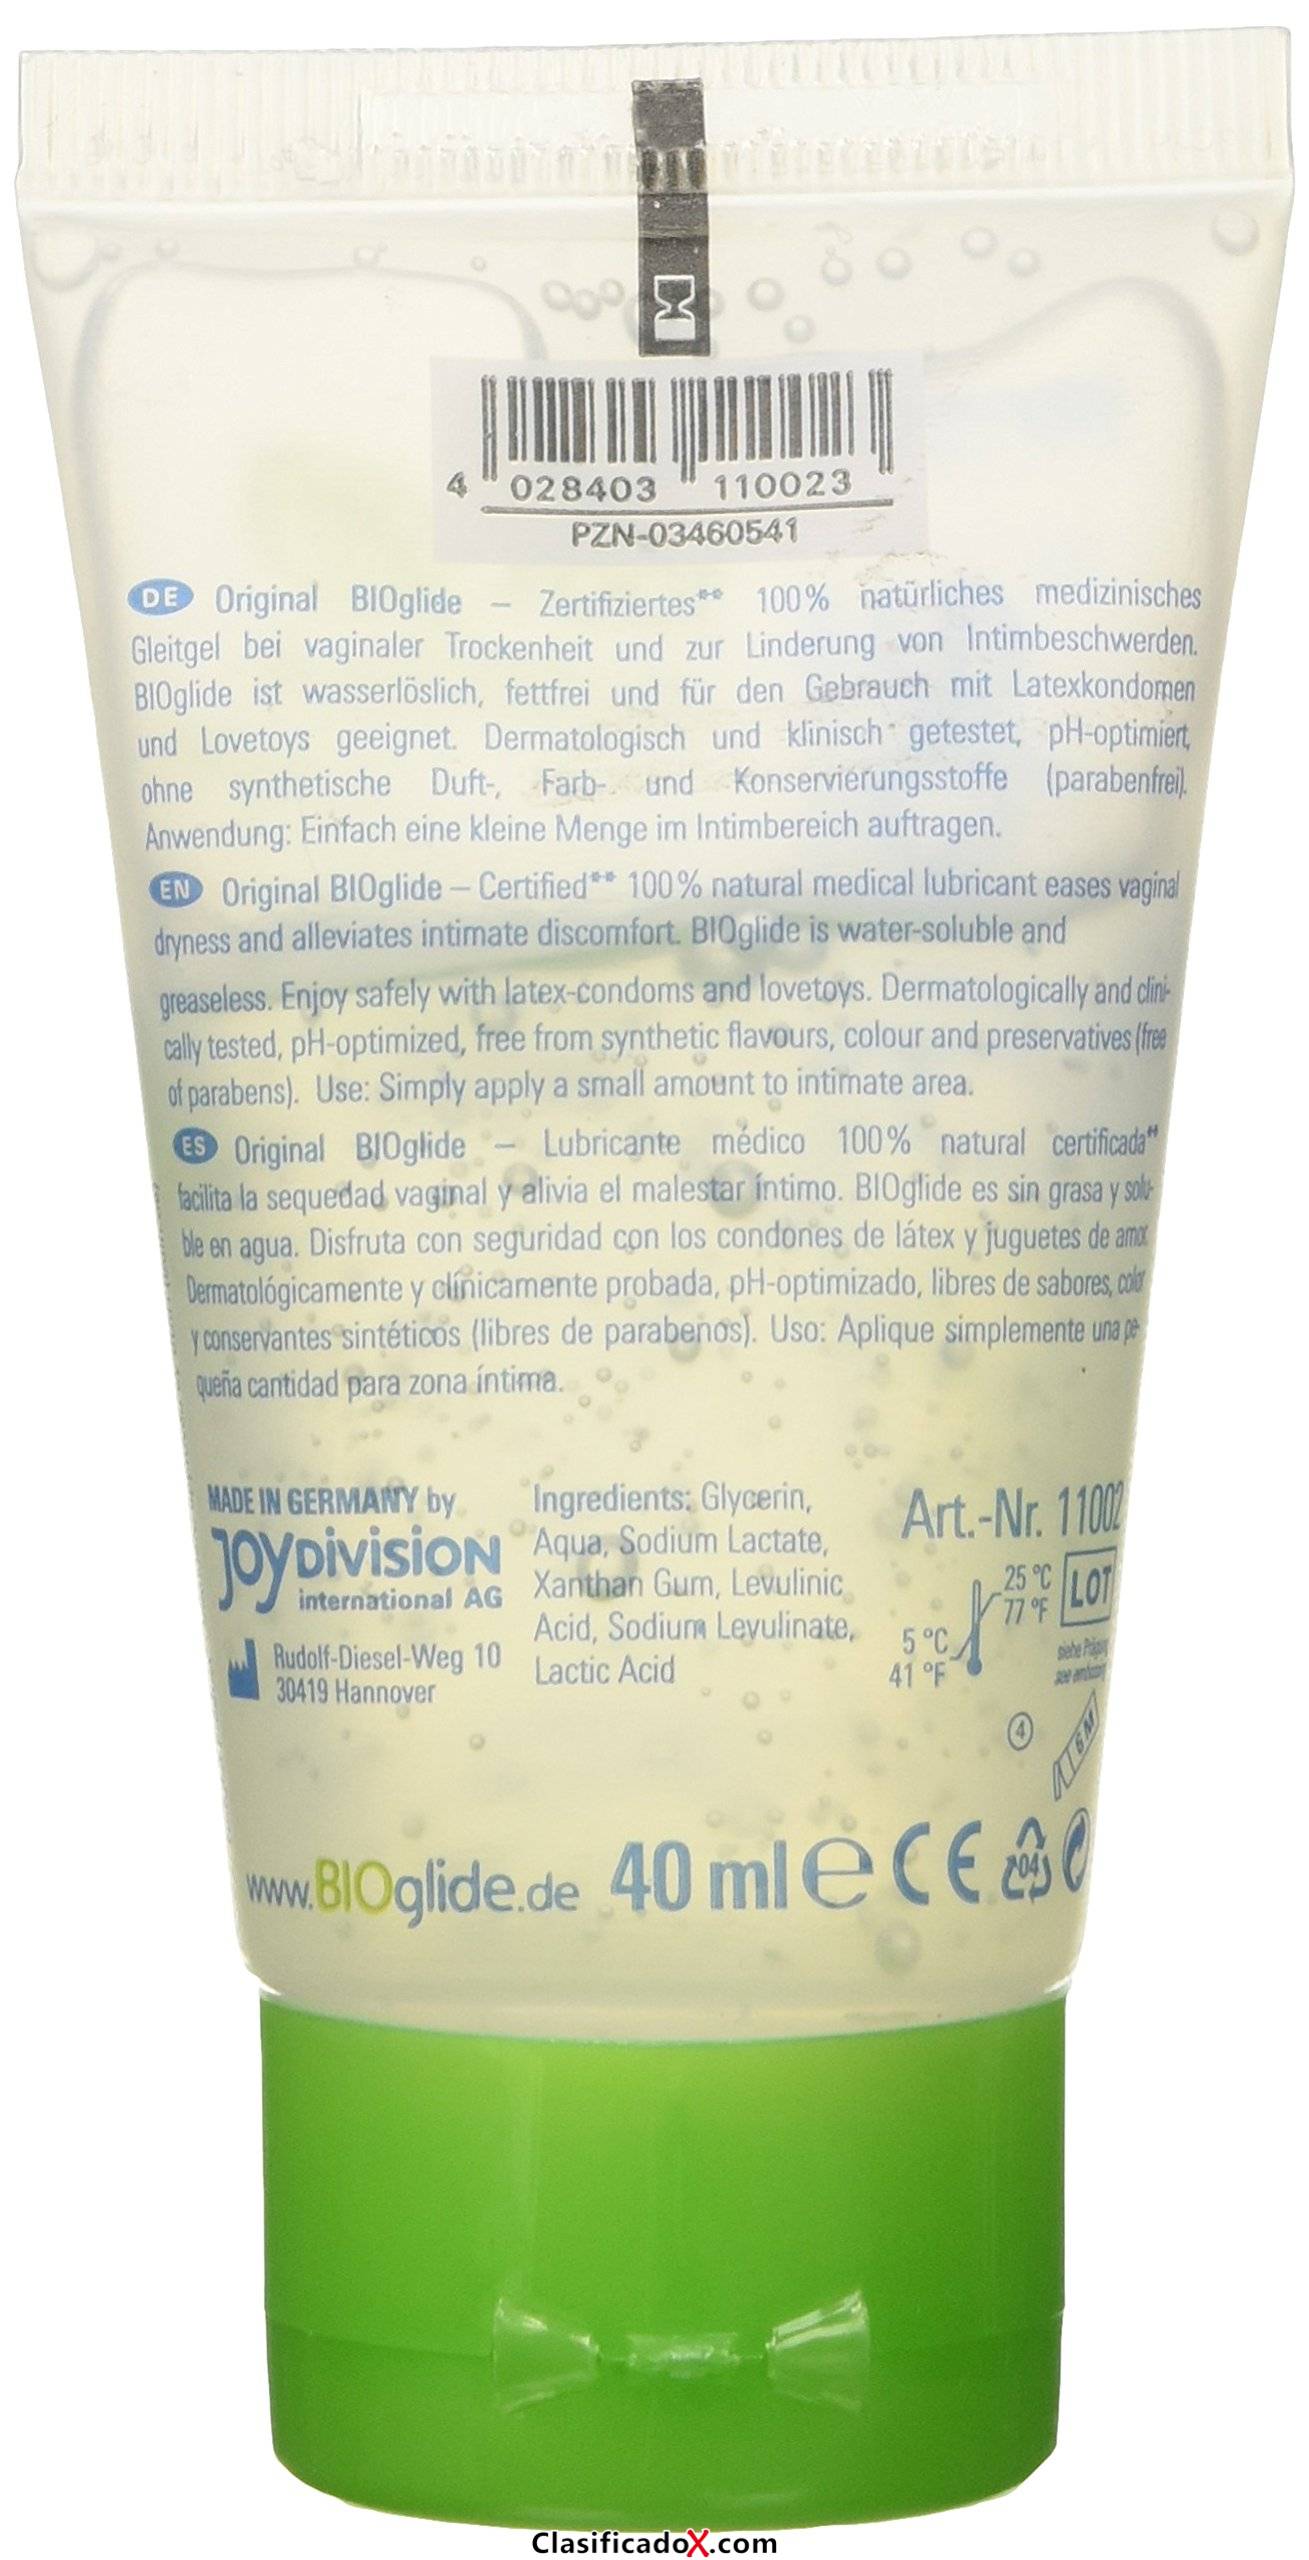 4 028403 110023
PZN-03460541
DE Original BIOglide – Zertifiziertes** 100% natürliches medizinisches
Gleitgel bei vaginaler Trockenheit und zur Linderung von Intimbeschwerden.
BIOglide ist wasserlöslich, fettfrei und für den Gebrauch mit Latexkondomen
und Lovetoys geeignet. Dermatologisch und klinisch getestet, pH-optimiert,
ohne synthetische Duft-, Farb- und Konservierungsstoffe (parabenfrei).
Anwendung: Einfach eine kleine Menge im Intimbereich auftragen.
EN Original BIOglide – Certified** 100% natural medical lubricant eases vaginal
dryness and alleviates intimate discomfort. BIOglide is water-soluble and
greaseless. Enjoy safely with latex-condoms and lovetoys. Dermatologically and clini-
cally tested, pH-optimized, free from synthetic flavours, colour and preservatives (free
of parabens). Use: Simply apply a small amount to intimate area.
ES Original BIOglide – Lubricante médico 100% natural certificada**
facilita la sequedad vaginal y alivia el malestar íntimo. BIOglide es sin grasa y solu-
ble en agua. Disfruta con seguridad con los condones de látex y juguetes de amor.
Dermatológicamente y clínicamente probada, pH-optimizado, libres de sabores, color
y conservantes sintéticos (libres de parabenos). Uso: Aplique simplemente una pe-
queña cantidad para zona íntima.
MADE IN GERMANY by
JOYDIVISION
international AG
Rudolf-Diesel-Weg 10
30419 Hannover
Ingredients: Glycerin,
Aqua, Sodium Lactate,
Xanthan Gum, Levulinic
Acid, Sodium Levulinate,
Lactic Acid
Art.-Nr. 11002
25 °C
77 °F
5 °C
41 °F
LOT
siehe Prägung
see embossing
4
6 M
www.BIOglide.de 40 ml e CE 04
ClasificadoX.com